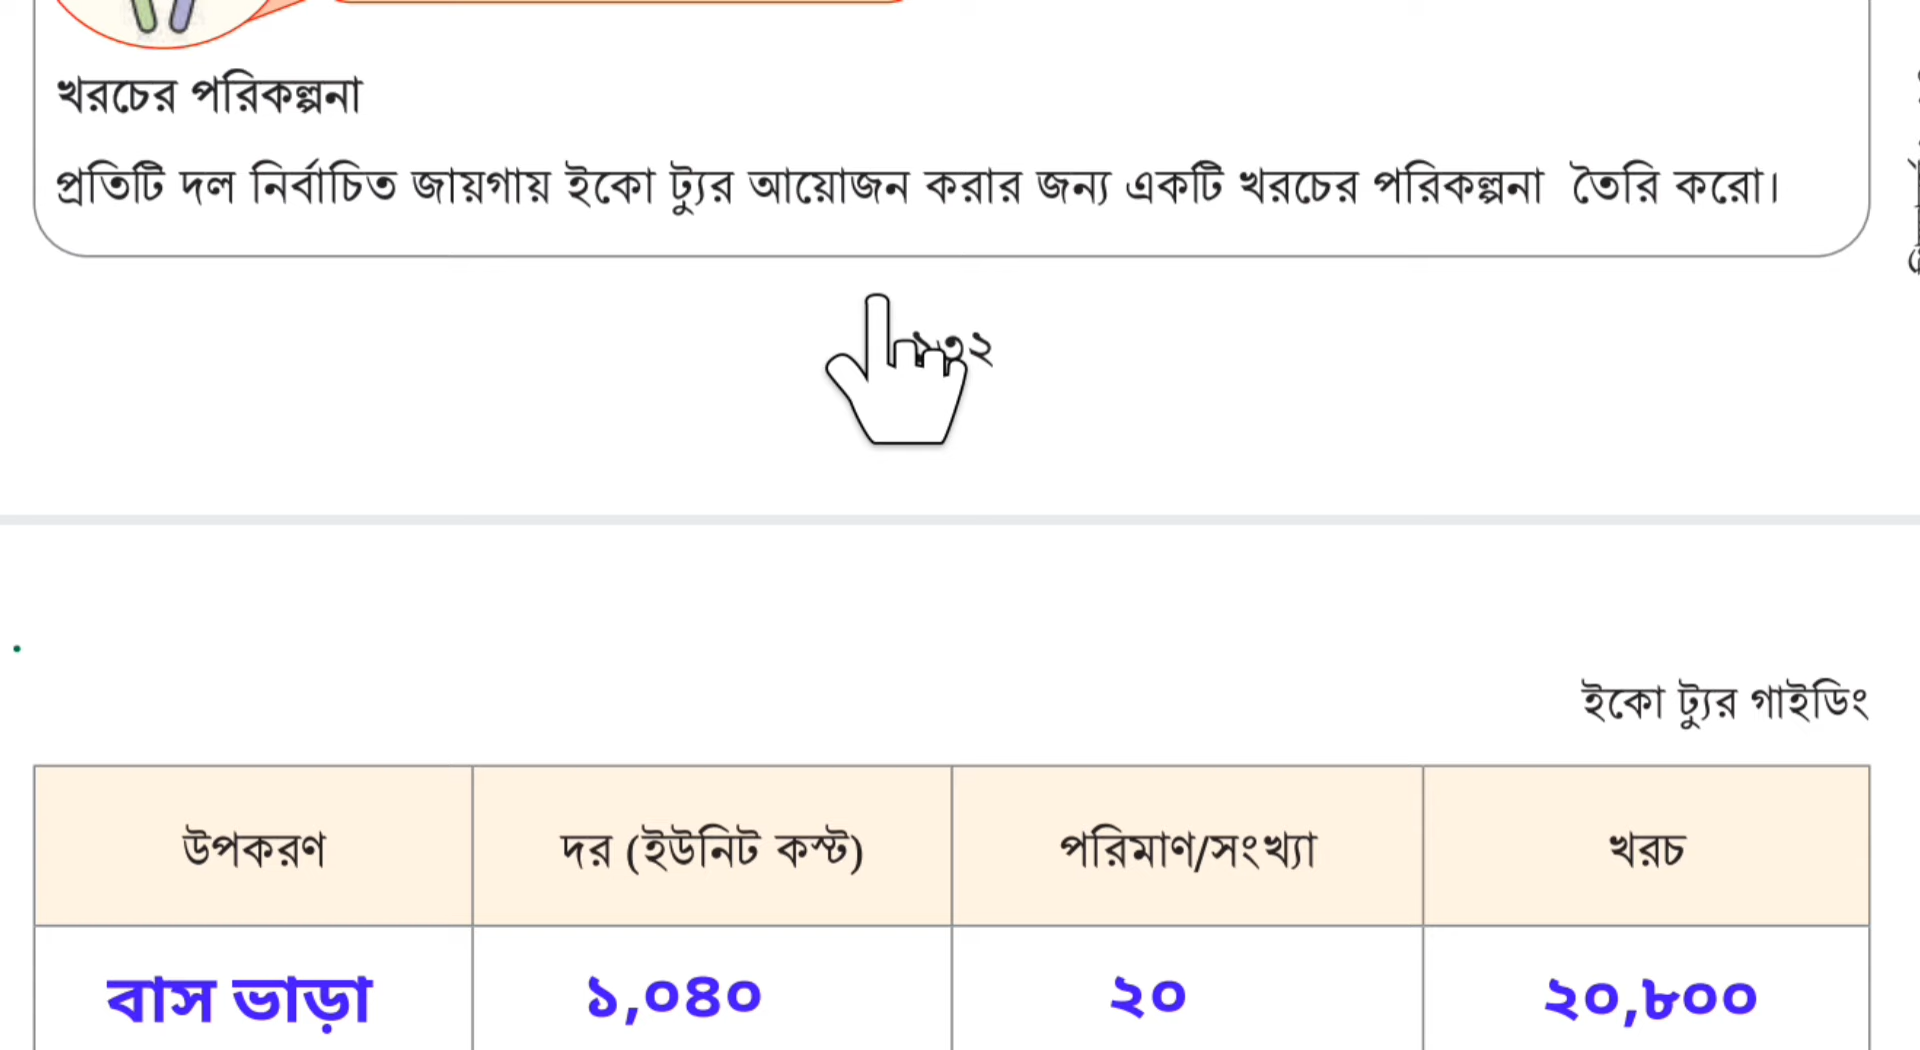 খরচের পরিকল্পনা
প্রতিটি দল নির্বাচিত জায়গায় ইকো ট্যুর আয়োজন করার জন্য একটি খরচের পরিকল্পনা তৈরি করো।
ইকো ট্যুর গাইডিং
উপকরণ দর (ইউনিট কস্ট) পরিমাণ/সংখ্যা খরচ
বাস ভাড়া ১,০৪০ ২০ ২০,৮০০